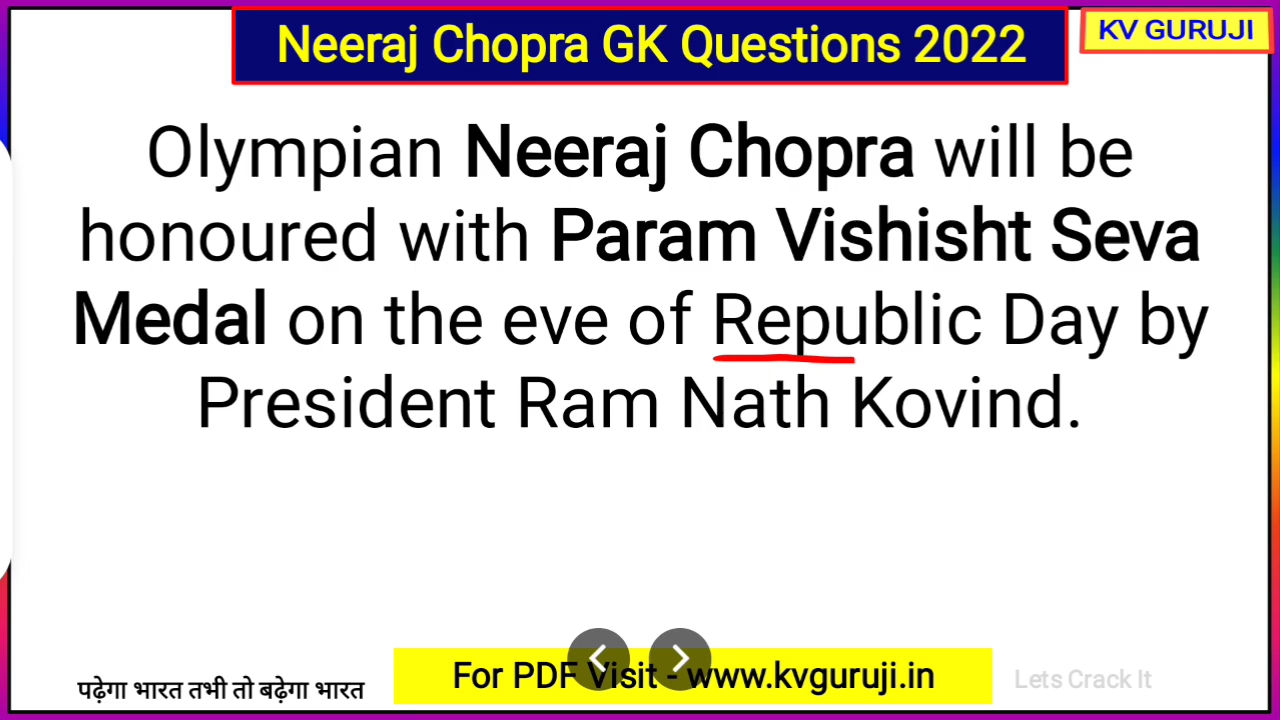 Neeraj Chopra GK Questions 2022
KV GURUJI
Olympian Neeraj Chopra will be
honoured with Param Vishisht Seva
Medal on the eve of Republic Day by
President Ram Nath Kovind.
पढ़ेगा भारत तभी तो बढ़ेगा भारत
For PDF Visit - www.kvguruji.in
Lets Crack It